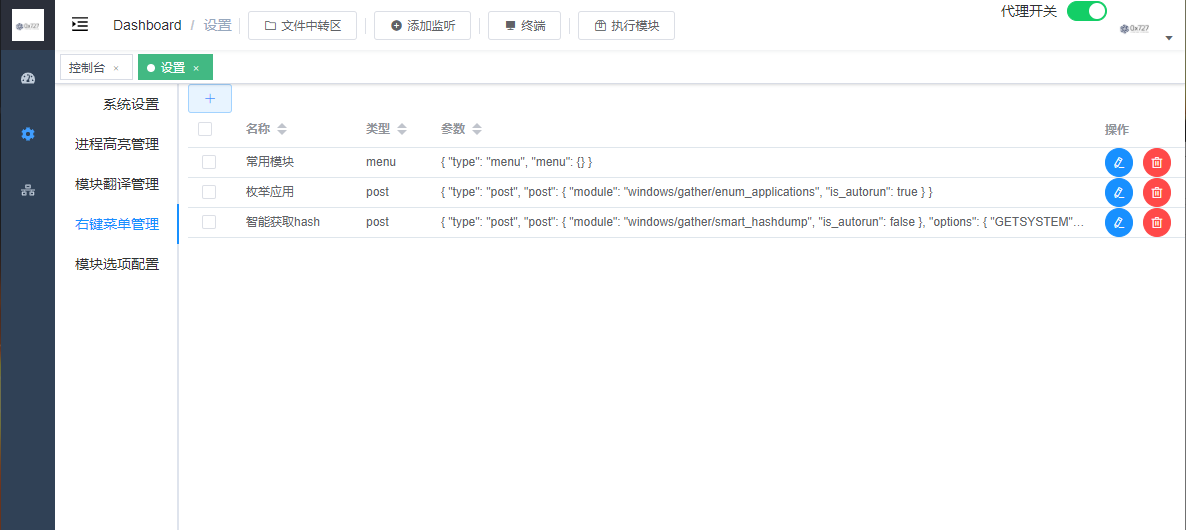 0x727
Dashboard / 设置 文件中转区 添加监听 终端 执行模块 代理开关 0x727
控制台 × 设置 ×
系统设置
进程高亮管理
模块翻译管理
右键菜单管理
模块选项配置
+
名称 类型 参数 操作
常用模块 menu { "type": "menu", "menu": {} }
枚举应用 post { "type": "post", "post": { "module": "windows/gather/enum_applications", "is_autorun": true } }
智能获取hash post { "type": "post", "post": { "module": "windows/gather/smart_hashdump", "is_autorun": false }, "options": { "GETSYSTEM"...